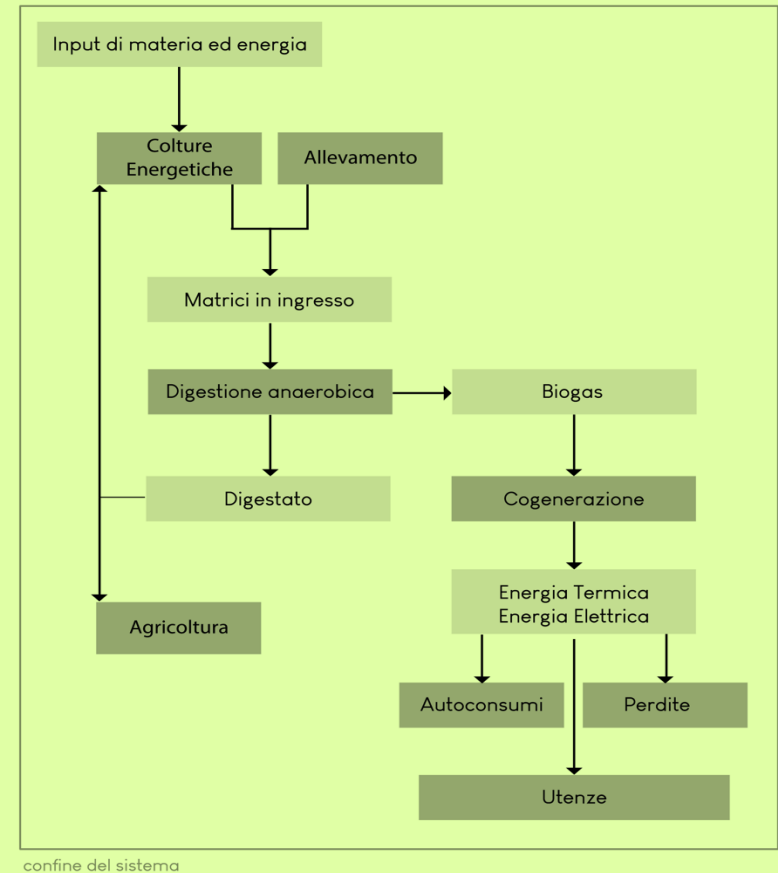 Input di materia ed energia
Colture
Energetiche
Allevamento
Matrici in ingresso
Digestione anaerobica
Biogas
Digestato
Cogenerazione
Energia Termica
Energia Elettrica
Agricoltura
Autoconsumi
Perdite
Utenze
confine del sistema